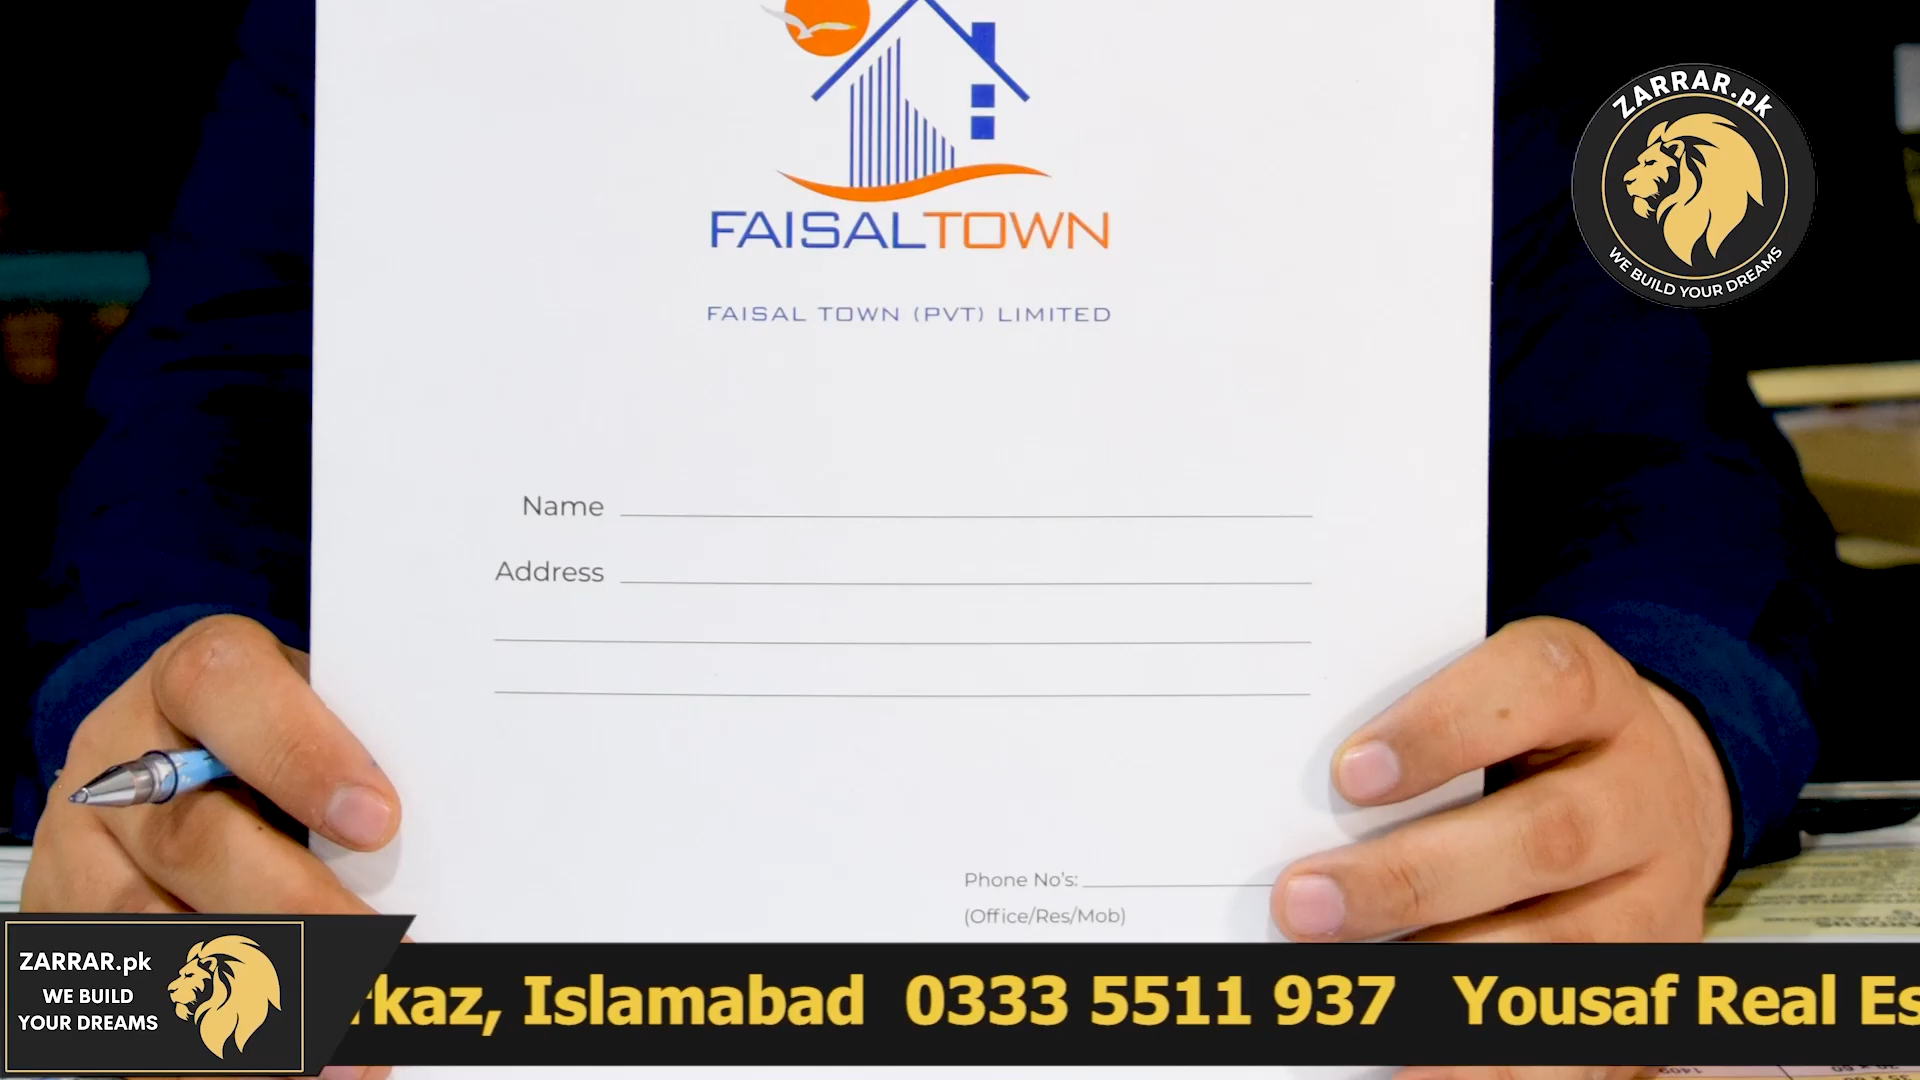 FAISALTOWN
FAISAL TOWN (PVT) LIMITED
ZARRAR.pk
WE BUILD YOUR DREAMS
Name
Address
Phone No's:
(Office/Res/Mob)
ZARRAR.pk
WE BUILD
YOUR DREAMS
rkaz, Islamabad 0333 5511 937 Yousaf Real Es